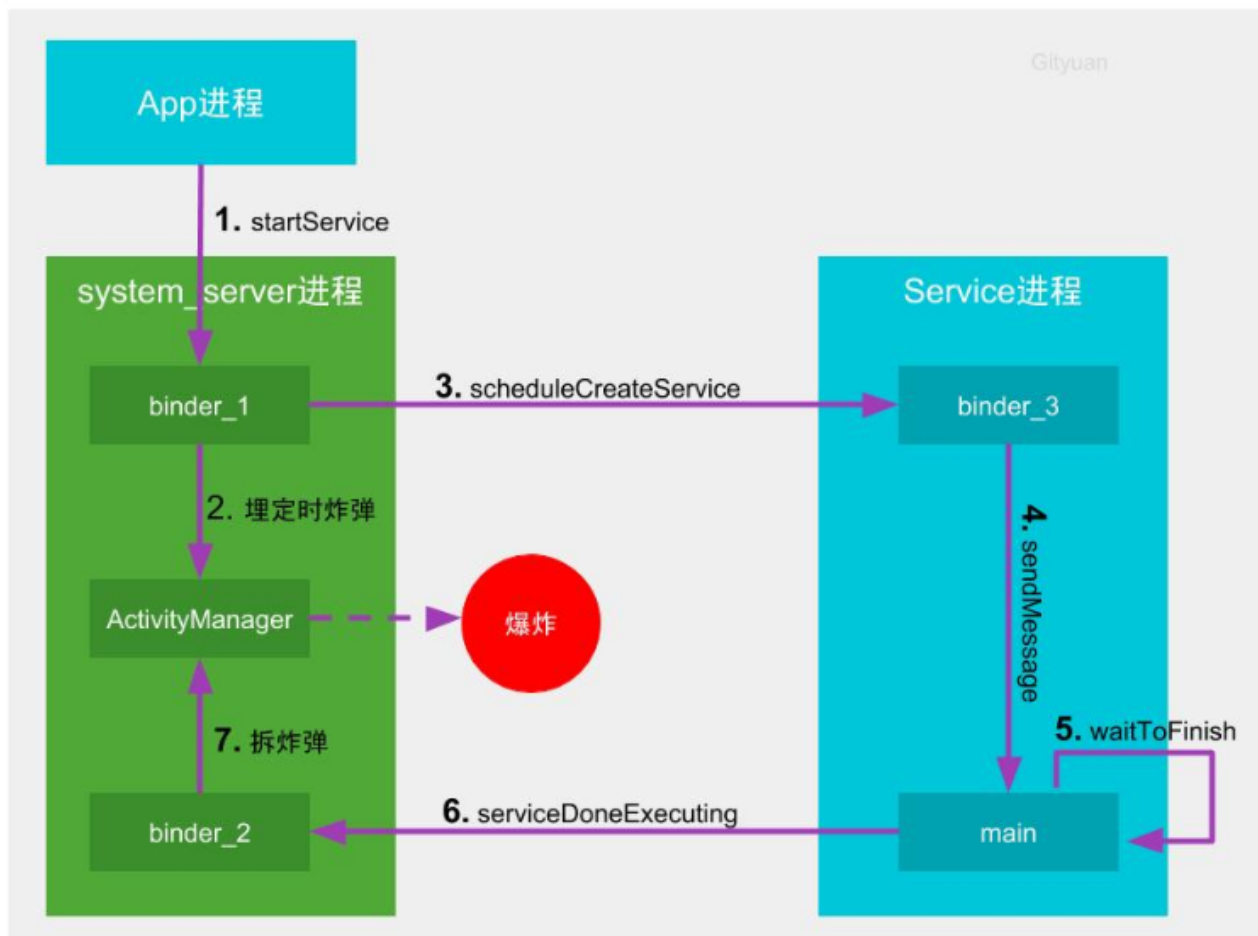 Gityuan
App进程
1. startService
system_server进程
Service进程
binder_1
3. scheduleCreateService
binder_3
2. 埋定时炸弹
4. sendMessage
ActivityManager
爆炸
7. 拆炸弹
5. waitToFinish
binder_2
6. serviceDoneExecuting
main